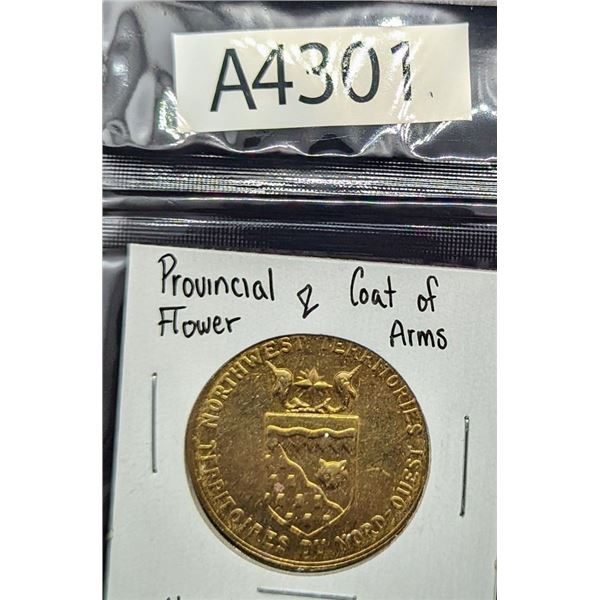 A4301
Provincial & Coat of
Flower Arms
NORTHWEST TERRITORIES
TERRITOIRES DU NORD-OUEST